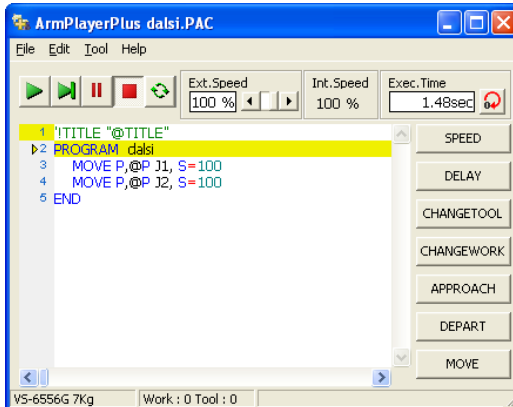 ArmPlayerPlus dalsi.PAC
File Edit Tool Help
Ext.Speed Int.Speed Exec.Time
100 % 100 % 1.48sec
1 '!TITLE "@TITLE"
2 PROGRAM dalsi
3 MOVE P,@P J1, S=100
4 MOVE P,@P J2, S=100
5 END
SPEED
DELAY
CHANGETOOL
CHANGEWORK
APPROACH
DEPART
MOVE
VS-6556G 7Kg Work : 0 Tool : 0